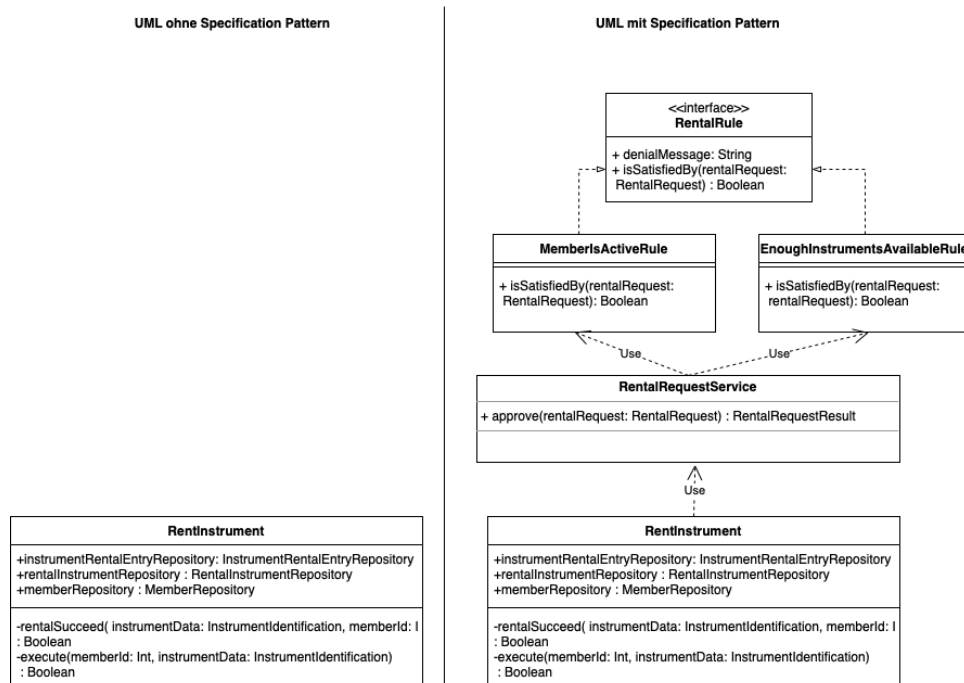 UML ohne Specification Pattern
RentInstrument
+instrumentRentalEntryRepository: InstrumentRentalEntryRepository
+rentalInstrumentRepository : RentalInstrumentRepository
+memberRepository : MemberRepository
-rentalSucceed( instrumentData: InstrumentIdentification, memberId: I
: Boolean
-execute(memberId: Int, instrumentData: InstrumentIdentification)
: Boolean
UML mit Specification Pattern
<<interface>>
RentalRule
+ denialMessage: String
+ isSatisfiedBy(rentalRequest:
RentalRequest) : Boolean
MemberIsActiveRule
+ isSatisfiedBy(rentalRequest:
RentalRequest): Boolean
EnoughInstrumentsAvailableRule
+ isSatisfiedBy(rentalRequest:
rentalRequest): Boolean
Use
Use
RentalRequestService
+ approve(rentalRequest: RentalRequest) : RentalRequestResult
Use
RentInstrument
+instrumentRentalEntryRepository: InstrumentRentalEntryRepository
+rentalInstrumentRepository : RentalInstrumentRepository
+memberRepository : MemberRepository
-rentalSucceed( instrumentData: InstrumentIdentification, memberId: I
: Boolean
-execute(memberId: Int, instrumentData: InstrumentIdentification)
: Boolean